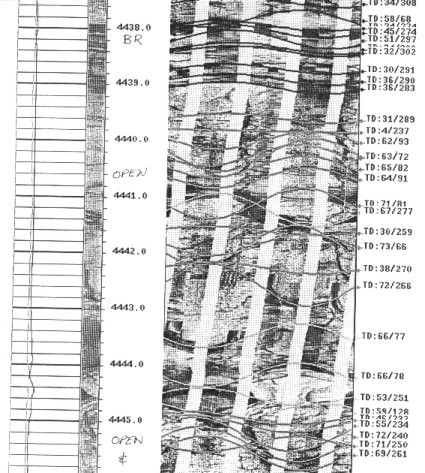 TD:34/308
TD:58/68
4438.0
TD:45/274
BR
TD:51/297
TD:32/302
TD:30/291
4439.0
TD:36/290
TD:36/283
TD:31/289
TD:4/237
4440.0
TD:62/93
TD:63/72
OPEN
TD:65/82
TD:64/91
4441.0
TD:71/81
TD:67/277
TD:30/259
4442.0
TD:73/66
TD:38/270
TD:72/266
4443.0
TD:66/77
4444.0
TD:66/78
TD:53/251
TD:59/128
4445.0
TD:55/234
OPEN
TD:72/240
TD:71/250
&
TD:69/261